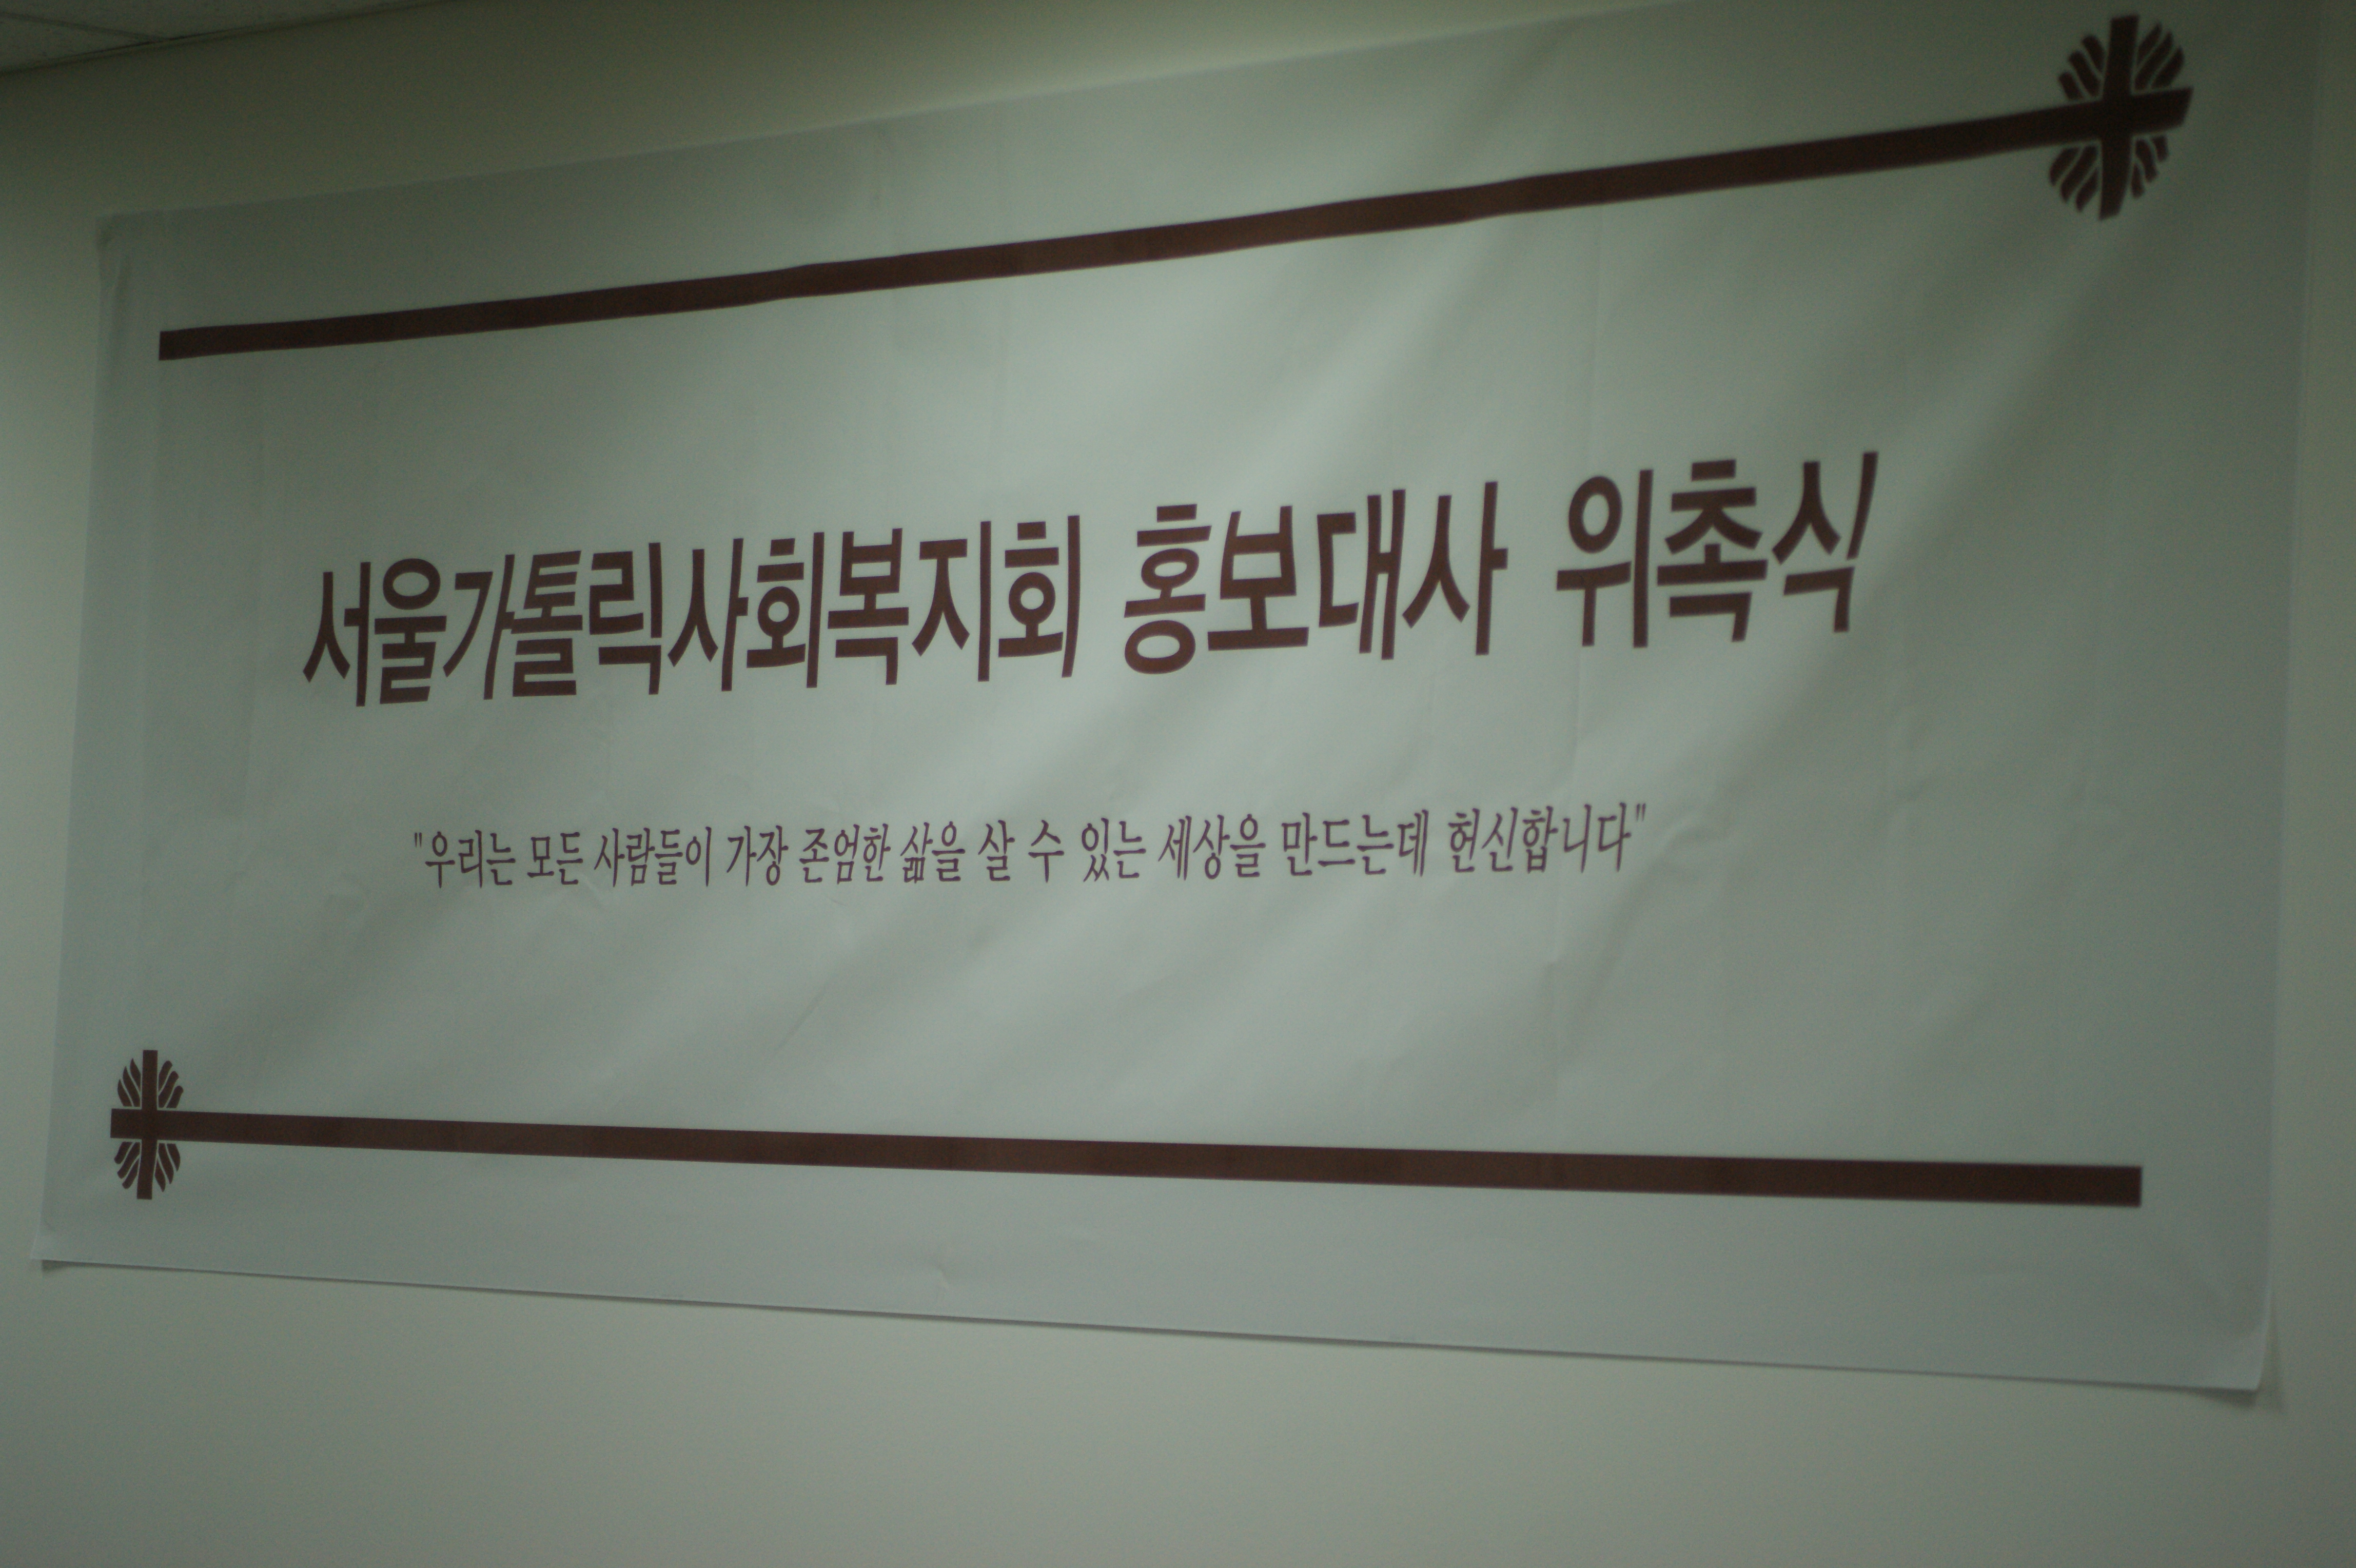 서울가톨릭사회복지회 홍보대사 위촉식
"우리는 모든 사람들이 가장 존엄한 삶을 살 수 있는 세상을 만드는데 헌신합니다"